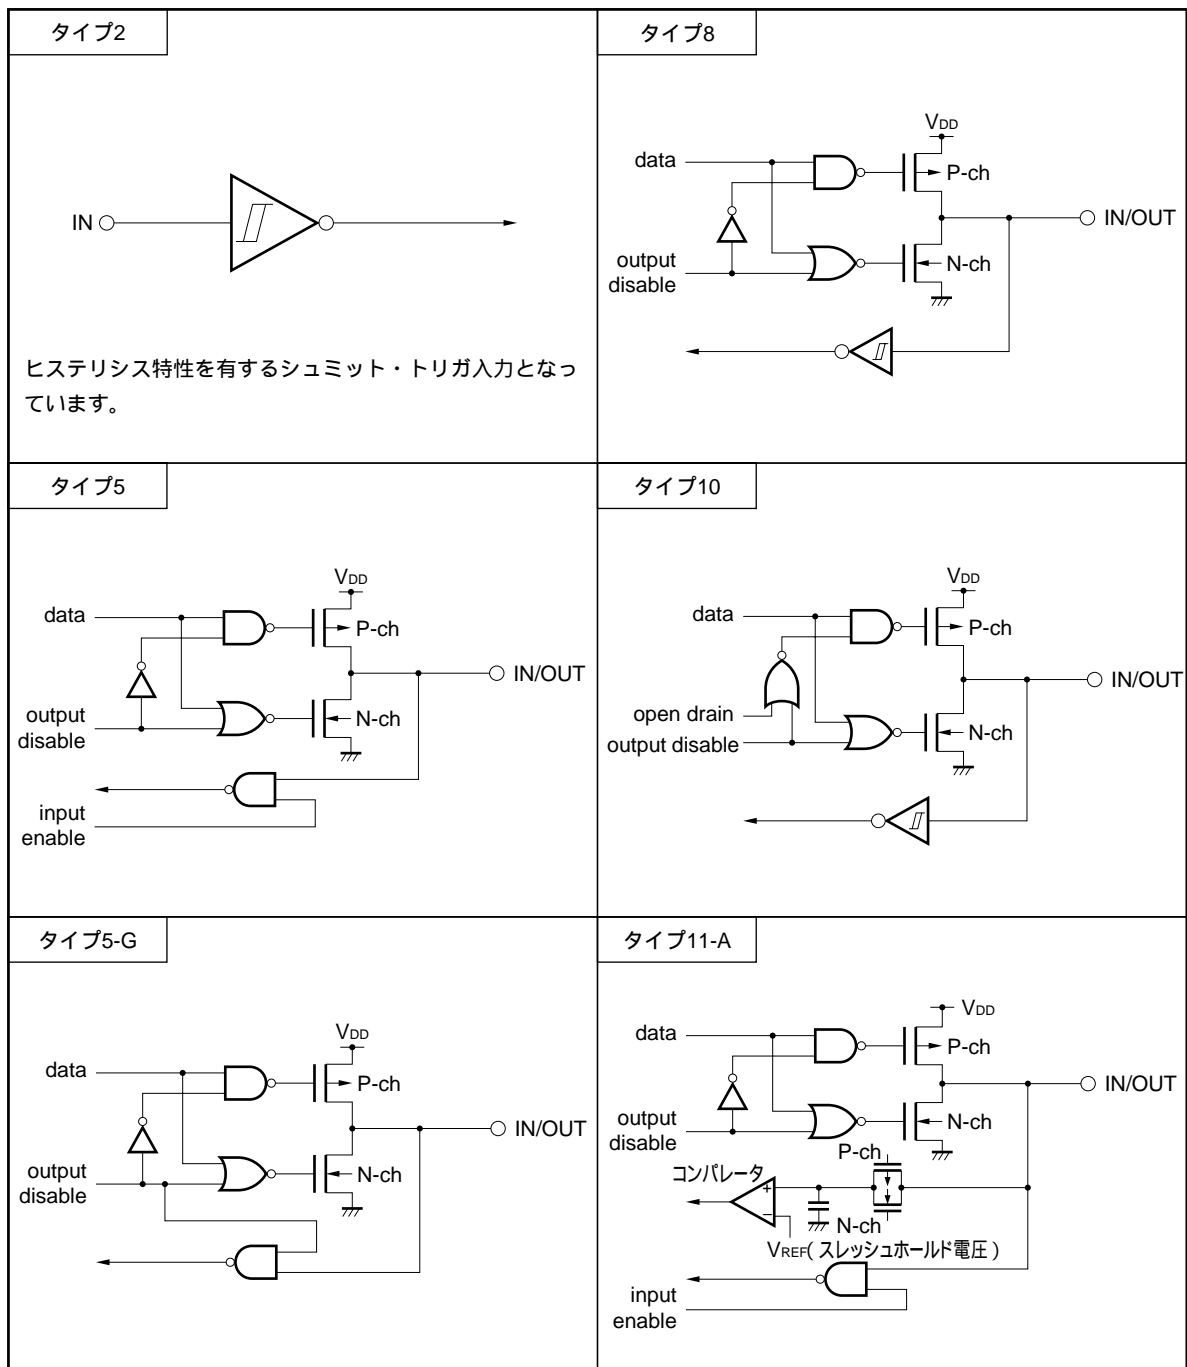 タイプ2
IN
ヒステリシス特性を有するシュミット・トリガ入力となっ
ています。
タイプ8
VDD
data
P-ch
IN/OUT
output
disable
N-ch
タイプ5
VDD
data
P-ch
IN/OUT
output
disable
N-ch
input
enable
タイプ10
VDD
data
P-ch
IN/OUT
open drain
output disable
N-ch
タイプ5-G
VDD
data
P-ch
IN/OUT
output
disable
N-ch
タイプ11-A
VDD
data
P-ch
IN/OUT
output
disable
N-ch
P-ch
コンパレータ
+
−
N-ch
VREF(スレッシュホールド電圧)
input
enable